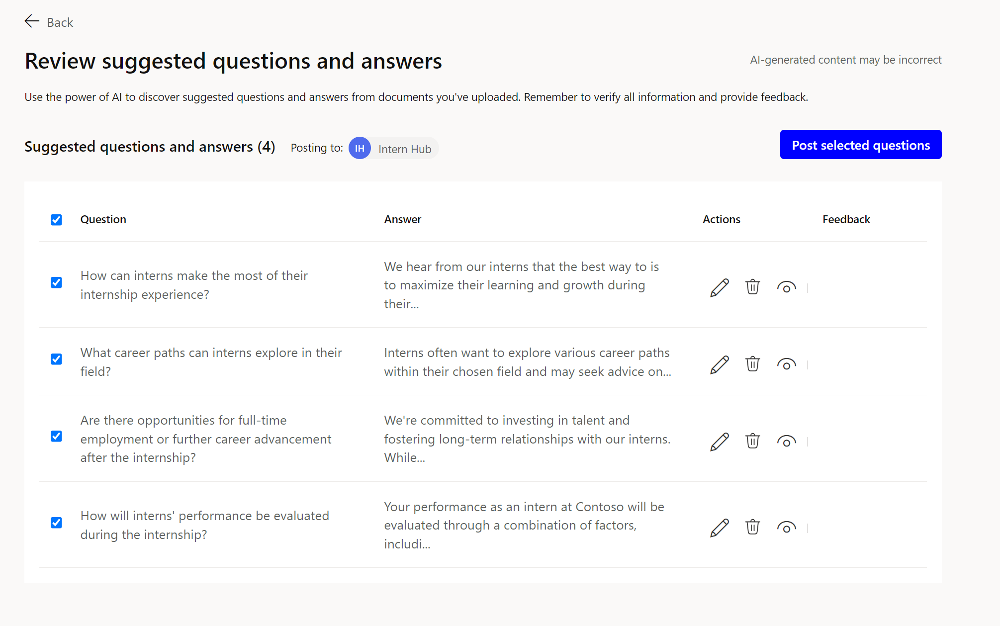 Back
Review suggested questions and answers
AI-generated content may be incorrect
Use the power of AI to discover suggested questions and answers from documents you've uploaded. Remember to verify all information and provide feedback.
Suggested questions and answers (4)
Posting to:
IH
Intern Hub
Post selected questions
Question
Answer
Actions
Feedback
How can interns make the most of their
internship experience?
We hear from our interns that the best way to is
to maximize their learning and growth during
their...
What career paths can interns explore in their
field?
Interns often want to explore various career paths
within their chosen field and may seek advice on...
Are there opportunities for full-time
employment or further career advancement
after the internship?
We're committed to investing in talent and
fostering long-term relationships with our interns.
While...
How will interns' performance be evaluated
during the internship?
Your performance as an intern at Contoso will be
evaluated through a combination of factors,
includi...